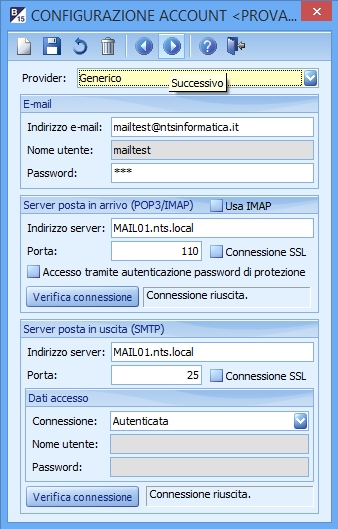 B 15 CONFIGURAZIONE ACCOUNT <PROVA...
Provider: Generico
Successivo
E-mail
Indirizzo e-mail: mailtest@ntsinformatica.it
Nome utente: mailtest
Password: ***
Server posta in arrivo (POP3/IMAP) Usa IMAP
Indirizzo server: MAIL01.nts.local
Porta: 110 Connessione SSL
Accesso tramite autenticazione password di protezione
Verifica connessione Connessione riuscita.
Server posta in uscita (SMTP)
Indirizzo server: MAIL01.nts.local
Porta: 25 Connessione SSL
Dati accesso
Connessione: Autenticata
Nome utente:
Password:
Verifica connessione Connessione riuscita.